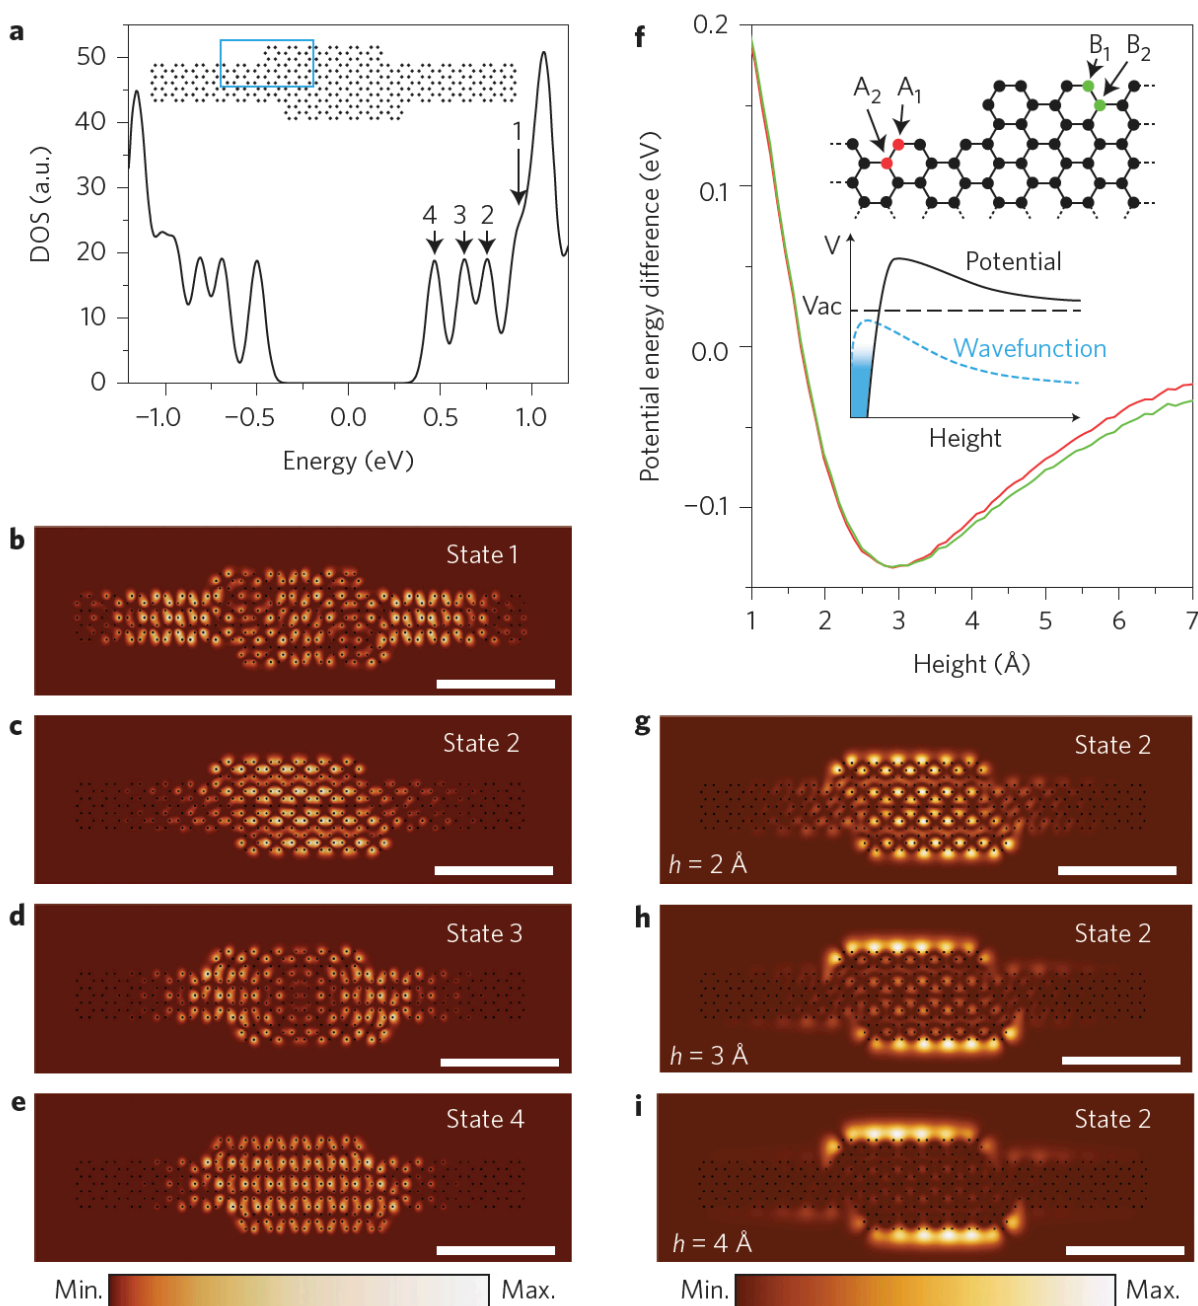 a
DOS (a.u.)
50
40
30
20
10
0
1
4 3 2
−1.0 −0.5 0.0 0.5 1.0
Energy (eV)
b
State 1
c
State 2
d
State 3
e
State 4
Min. Max.
f
Potential energy difference (eV)
0.2
0.1
0.0
−0.1
B1 B2
A2 A1
V
Potential
Vac
Wavefunction
Height
1 2 3 4 5 6 7
Height (Å)
g
State 2
h = 2 Å
h
State 2
h = 3 Å
i
State 2
h = 4 Å
Min. Max.